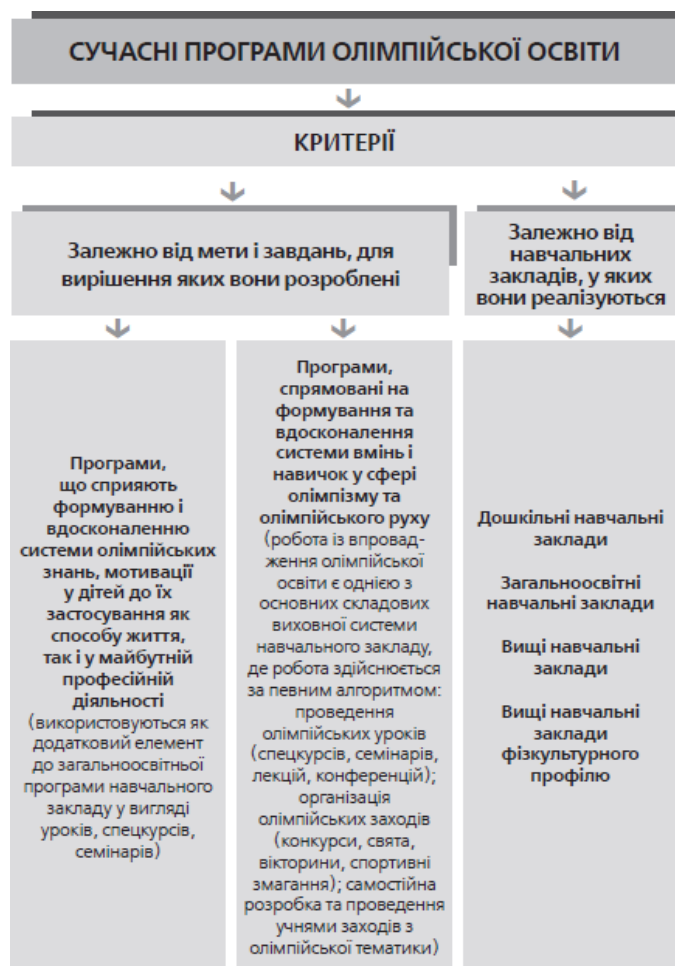 СУЧАСНІ ПРОГРАМИ ОЛІМПІЙСЬКОЇ ОСВІТИ
КРИТЕРІЇ
Залежно від мети і завдань, для
вирішення яких вони розроблені
Залежно від
навчальних
закладів, у яких
вони реалізуються
Програми,
що сприяють
формуванню і
вдосконаленню
системи олімпійських
знань, мотивації
у дітей до їх
застосування як
способу життя,
так і у майбутній
професійній
діяльності
(використовуються як
додатковий елемент
до загальноосвітньої
програми навчального
закладу у вигляді
уроків, спецкурсів,
семінарів)
Програми,
спрямовані на
формування та
вдосконалення
системи вмінь і
навичок у сфері
олімпізму та
олімпійського руху
(робота із впровад-
ження олімпійської
освіти є однією з
основних складових
виховної системи
навчального закладу,
де робота здійснюється
за певним алгоритмом:
проведення
олімпійських уроків
(спецкурсів, семінарів,
лекцій, конференцій);
організація
олімпійських заходів
(конкурси, свята,
вікторини, спортивні
змагання); самостійна
розробка та проведення
учнями заходів з
олімпійської тематики)
Дошкільні навчальні
заклади
Загальноосвітні
навчальні заклади
Вищі навчальні
заклади
Вищі навчальні
заклади
фізкультурного
профілю